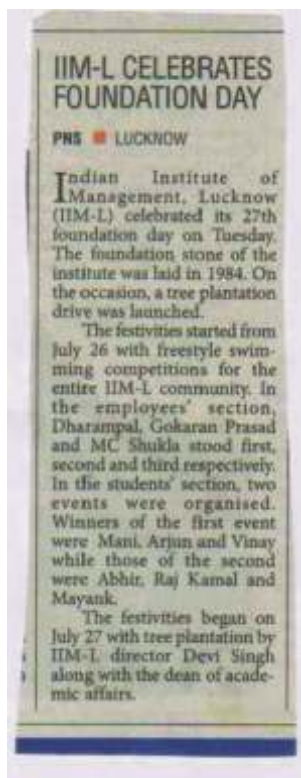 IIM-L CELEBRATES
FOUNDATION DAY
PNS ■ LUCKNOW
Indian Institute of
Management, Lucknow
(IIM-L) celebrated its 27th
foundation day on Tuesday.
The foundation stone of the
institute was laid in 1984. On
the occasion, a tree plantation
drive was launched.
The festivities started from
July 26 with freestyle swim-
ming competitions for the
entire IIM-L community. In
the employees' section,
Dharampal, Gokaran Prasad
and MC Shukla stood first,
second and third respectively.
In the students' section, two
events were organised.
Winners of the first event
were Mani, Arjun and Vinay
while those of the second
were Abhir, Raj Kamal and
Mayank.
The festivities began on
July 27 with tree plantation by
IIM-L director Devi Singh
along with the dean of acade-
mic affairs.